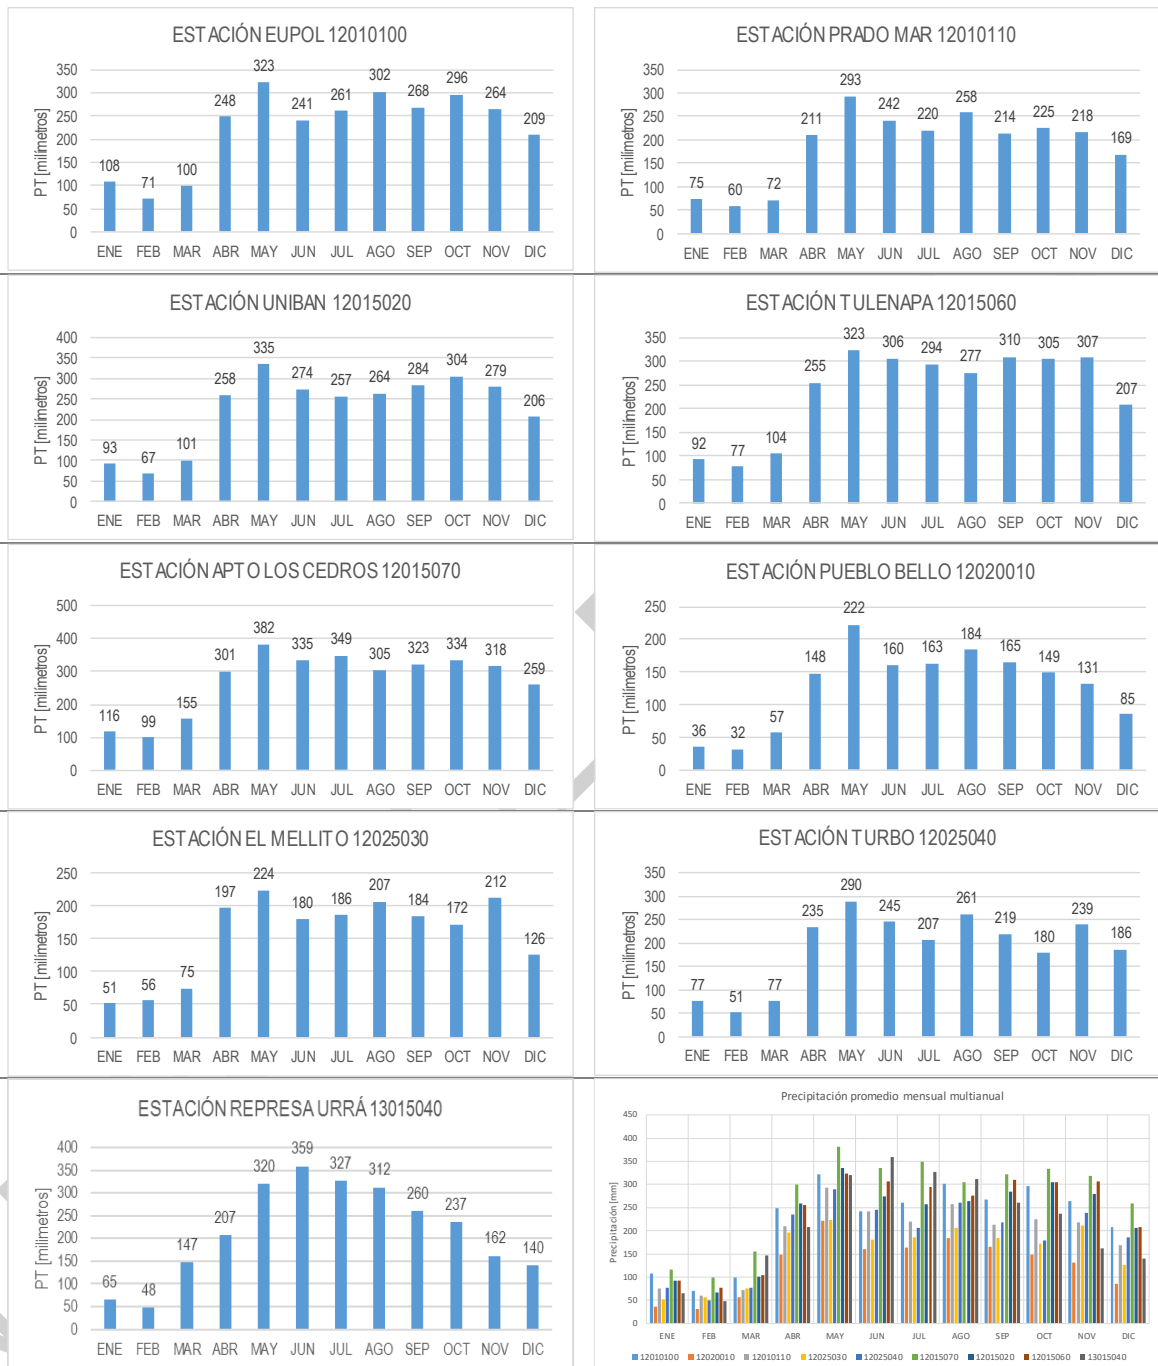 ESTACIÓN EUPOL 12010100
PT [milímetros]
350
300
250
200
150
100
50
0
108 71 100 248 323 241 261 302 268 296 264 209
ENE FEB MAR ABR MAY JUN JUL AGO SEP OCT NOV DIC
ESTACIÓN PRADO MAR 12010110
PT [milímetros]
350
300
250
200
150
100
50
0
75 60 72 211 293 242 220 258 214 225 218 169
ENE FEB MAR ABR MAY JUN JUL AGO SEP OCT NOV DIC
ESTACIÓN UNIBAN 12015020
PT [milímetros]
400
350
300
250
200
150
100
50
0
93 67 101 258 335 274 257 264 284 304 279 206
ENE FEB MAR ABR MAY JUN JUL AGO SEP OCT NOV DIC
ESTACIÓN TULENAPA 12015060
PT [milímetros]
350
300
250
200
150
100
50
0
92 77 104 255 323 306 294 277 310 305 307 207
ENE FEB MAR ABR MAY JUN JUL AGO SEP OCT NOV DIC
ESTACIÓN APTO LOS CEDROS 12015070
PT [milímetros]
500
400
300
200
100
0
116 99 155 301 382 335 349 305 323 334 318 259
ENE FEB MAR ABR MAY JUN JUL AGO SEP OCT NOV DIC
ESTACIÓN PUEBLO BELLO 12020010
PT [milímetros]
250
200
150
100
50
0
36 32 57 148 222 160 163 184 165 149 131 85
ENE FEB MAR ABR MAY JUN JUL AGO SEP OCT NOV DIC
ESTACIÓN EL MELLITO 12025030
PT [milímetros]
250
200
150
100
50
0
51 56 75 197 224 180 186 207 184 172 212 126
ENE FEB MAR ABR MAY JUN JUL AGO SEP OCT NOV DIC
ESTACIÓN TURBO 12025040
PT [milímetros]
350
300
250
200
150
100
50
0
77 51 77 235 290 245 207 261 219 180 239 186
ENE FEB MAR ABR MAY JUN JUL AGO SEP OCT NOV DIC
ESTACIÓN REPRESA URRÁ 13015040
PT [milímetros]
400
350
300
250
200
150
100
50
0
65 48 147 207 320 359 327 312 260 237 162 140
ENE FEB MAR ABR MAY JUN JUL AGO SEP OCT NOV DIC
Precipitación promedio mensual multianual
Precipitación [mm]
450
400
350
300
250
200
150
100
50
0
ENE FEB MAR ABR MAY JUN JUL AGO SEP OCT NOV DIC
12010100 12020010 12010110 12025030 12025040 12015070 12015020 12015060 13015040